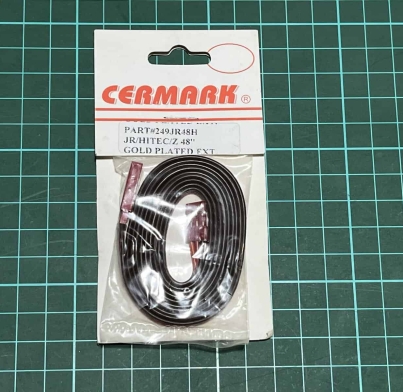 CERMARK ®
PART#249JR48H
JR/HITEC/Z 48"
GOLD PLATED EXT